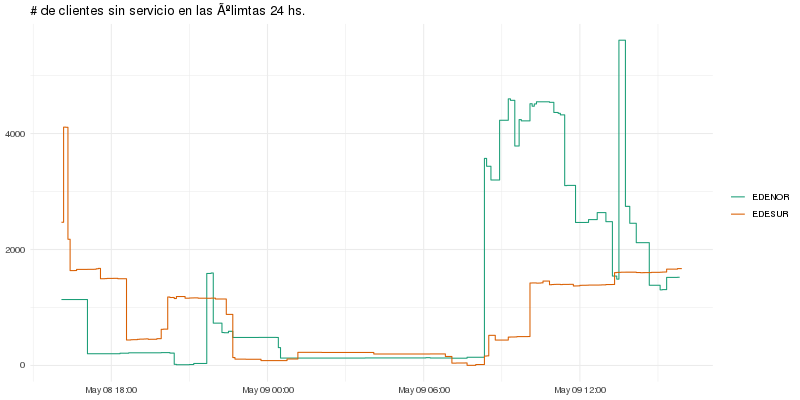 # de clientes sin servicio en las Ãºlimtas 24 hs.
4000
2000
0
May 08 18:00
May 09 00:00
May 09 06:00
May 09 12:00
EDENOR
EDESUR